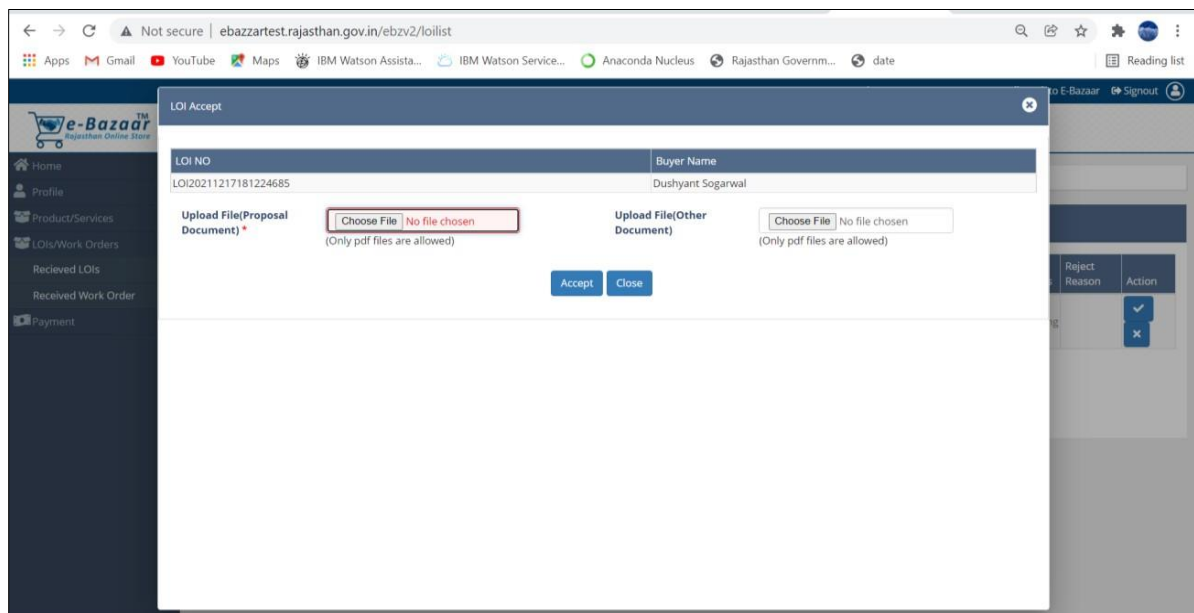 Not secure | ebazzartest.rajasthan.gov.in/ebzv2/loilist
Apps Gmail YouTube Maps IBM Watson Assista... IBM Watson Service... Anaconda Nucleus Rajasthan Governm... date Reading list
to E-Bazaar Signout
LOI Accept
e-Bazaar TM
Rajasthan Online Store
Home
Profile
Product/Services
LOIs/Work Orders
Recieved LOIs
Received Work Order
Payment
LOI NO Buyer Name
LOI20211217181224685 Dushyant Sogarwal
Upload File(Proposal Document) * Choose File No file chosen
(Only pdf files are allowed)
Upload File(Other Document) Choose File No file chosen
(Only pdf files are allowed)
Accept Close
Reject Reason Action